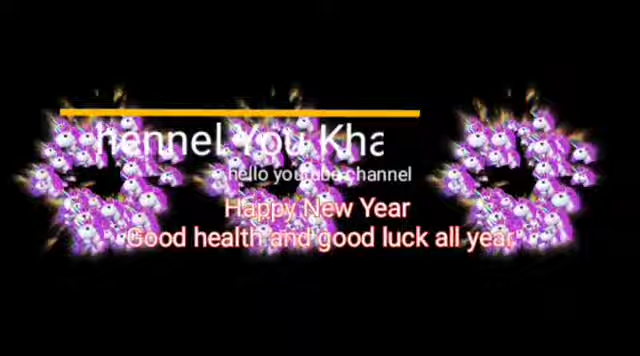 hennel You Kha
hello youtube channel
Happy New Year
Good health and good luck all year